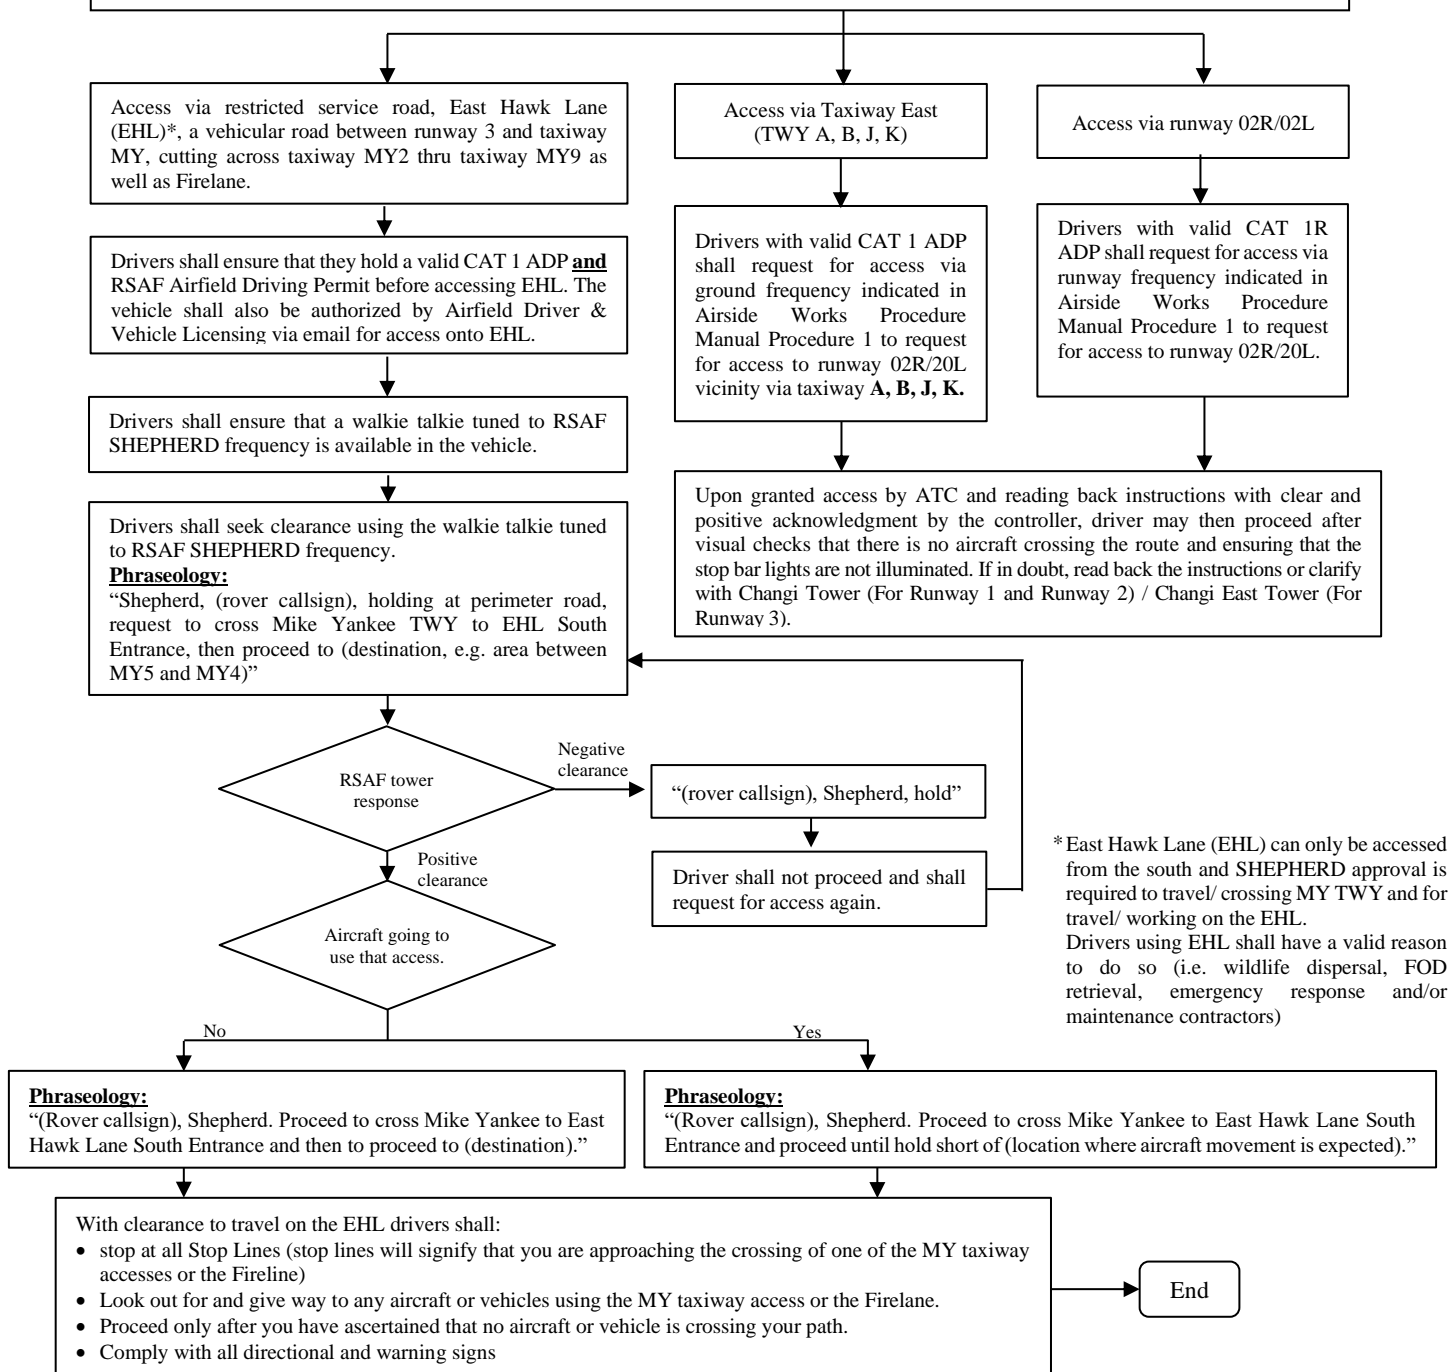 Access via restricted service road, East Hawk Lane
(EHL)*, a vehicular road between runway 3 and taxiway
MY, cutting across taxiway MY2 thru taxiway MY9 as
well as Firelane.
Access via Taxiway East
(TWY A, B, J, K)
Access via runway 02R/02L
Drivers shall ensure that they hold a valid CAT 1 ADP and
RSAF Airfield Driving Permit before accessing EHL. The
vehicle shall also be authorized by Airfield Driver &
Vehicle Licensing via email for access onto EHL.
Drivers with valid CAT 1 ADP
shall request for access via
ground frequency indicated in
Airside Works Procedure
Manual Procedure 1 to request
for access to runway 02R/20L
vicinity via taxiway A, B, J, K.
Drivers with valid CAT 1R
ADP shall request for access via
runway frequency indicated in
Airside Works Procedure
Manual Procedure 1 to request
for access to runway 02R/20L.
Drivers shall ensure that a walkie talkie tuned to RSAF
SHEPHERD frequency is available in the vehicle.
Upon granted access by ATC and reading back instructions with clear and
positive acknowledgment by the controller, driver may then proceed after
visual checks that there is no aircraft crossing the route and ensuring that the
stop bar lights are not illuminated. If in doubt, read back the instructions or clarify
with Changi Tower (For Runway 1 and Runway 2) / Changi East Tower (For
Runway 3).
Drivers shall seek clearance using the walkie talkie tuned
to RSAF SHEPHERD frequency.
Phraseology:
“Shepherd, (rover callsign), holding at perimeter road,
request to cross Mike Yankee TWY to EHL South
Entrance, then proceed to (destination, e.g. area between
MY5 and MY4)”
RSAF tower
response
Negative
clearance
“(rover callsign), Shepherd, hold”
Driver shall not proceed and shall
request for access again.
Positive
clearance
Aircraft going to
use that access.
* East Hawk Lane (EHL) can only be accessed
from the south and SHEPHERD approval is
required to travel/ crossing MY TWY and for
travel/ working on the EHL.
Drivers using EHL shall have a valid reason
to do so (i.e. wildlife dispersal, FOD
retrieval, emergency response and/or
maintenance contractors)
No
Yes
Phraseology:
“(Rover callsign), Shepherd. Proceed to cross Mike Yankee to East
Hawk Lane South Entrance and then to proceed to (destination).”
Phraseology:
“(Rover callsign), Shepherd. Proceed to cross Mike Yankee to East Hawk Lane South
Entrance and proceed until hold short of (location where aircraft movement is expected).”
With clearance to travel on the EHL drivers shall:
• stop at all Stop Lines (stop lines will signify that you are approaching the crossing of one of the MY taxiway
accesses or the Fireline)
• Look out for and give way to any aircraft or vehicles using the MY taxiway access or the Firelane.
• Proceed only after you have ascertained that no aircraft or vehicle is crossing your path.
• Comply with all directional and warning signs
End